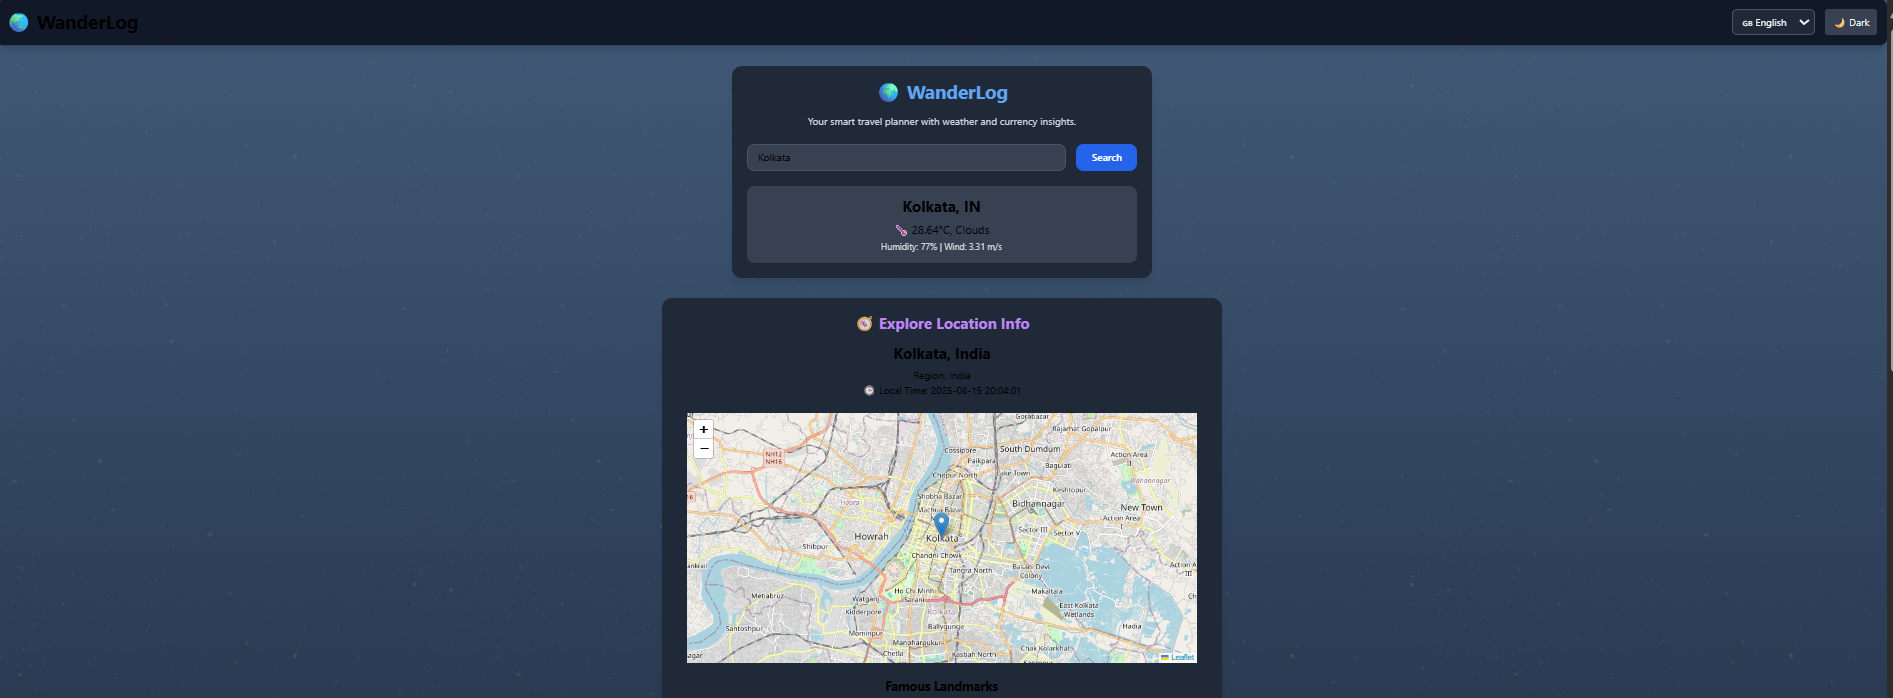 WanderLog
GB English
Dark
WanderLog
Your smart travel planner with weather and currency insights.
Kolkata
Search
Kolkata, IN
28.64°C, Clouds
Humidity: 77% | Wind: 3.31 m/s
Explore Location Info
Kolkata, India
Region: India
Local Time: 2025-08-15 20:04:01
+
−
Gorabazar
Rajarhat Gopalpur
Cossipore
South Dumdum
Action Area
II
NH12
NH16
Paikpara
Baguiati
Chitpur North
Lake Town
Bidhannagar
Keshtopur
Shobha Bazar
Haora
Bidhannagar
New Town
Machua Bazar
Action Area
I
Sector III
Sector V
Howrah
Kolkata
Shibpur
Chandni Chowk
Basani Devi
Colony
Tangra North
Action A
III
ankrail
Metiabruz
Watganj
Ho Chi Minh
Sarani
Makaltala
Kidderpore
Kolkata
East Kolkata
Wetlands
Santoshpur
Mominpur
Ballygunge
Hadia
Manoharpukur
Chak Kolarkhali
Chetla
Kasbah North
Leaflet
Famous Landmarks